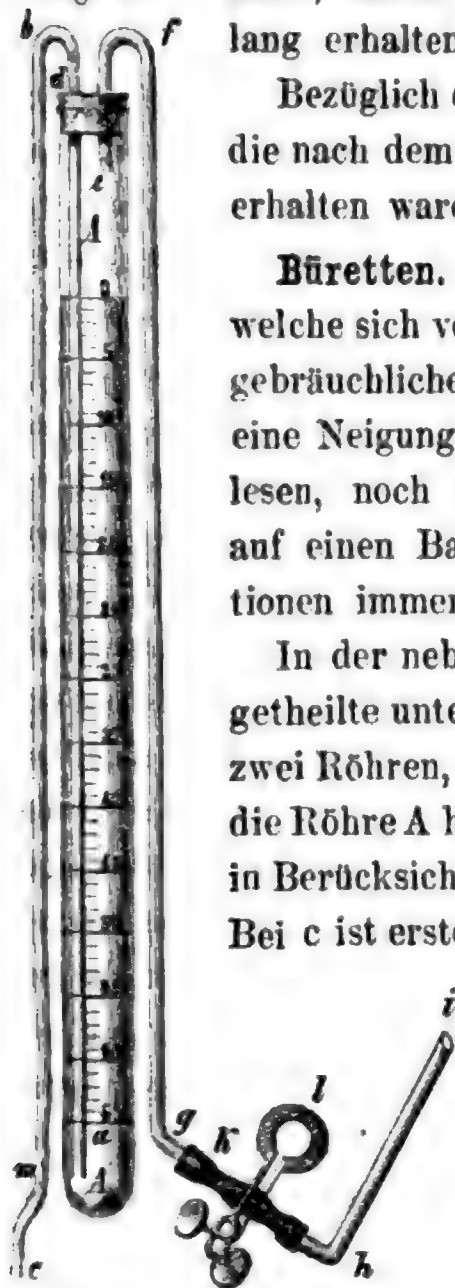 b
f
lang erhalten
d
Bezüglich
die nach dem
e
erhalten ware
A
Büretten.
welche sich v
gebräuchliche
eine Neigung
lesen, noch
auf einen Ba
tionen immer
In der neb
getheilte unte
zwei Röhren,
die Röhre A h
in Berücksich
Bei c ist erste
i
l
g
k
a
m
A
h
c